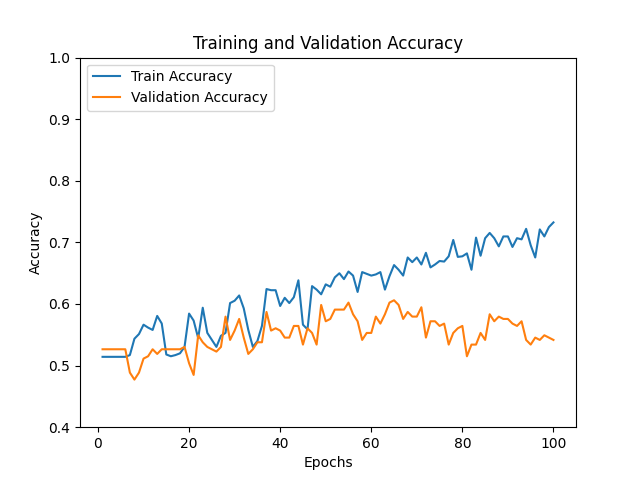 Training and Validation Accuracy
Train Accuracy
Validation Accuracy
1.0
0.9
0.8
0.7
0.6
0.5
0.4
Accuracy
0 20 40 60 80 100
Epochs